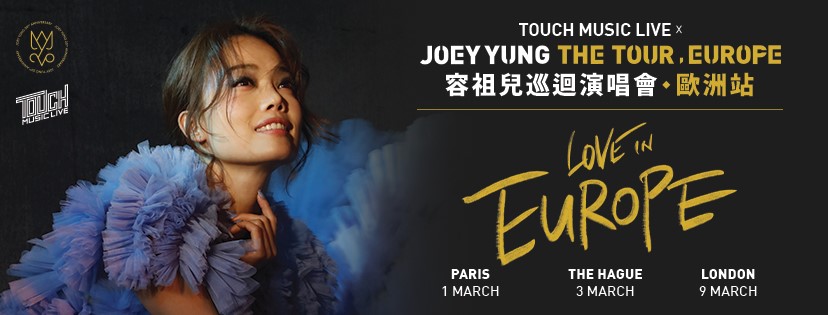 TOUCH MUSIC LIVE x
JOEY YUNG THE TOUR, EUROPE
容祖兒巡迴演唱會・歐洲站
LOVE IN
EUROPE
PARIS
1 MARCH
THE HAGUE
3 MARCH
LONDON
9 MARCH
TOUCH
MUSIC LIVE